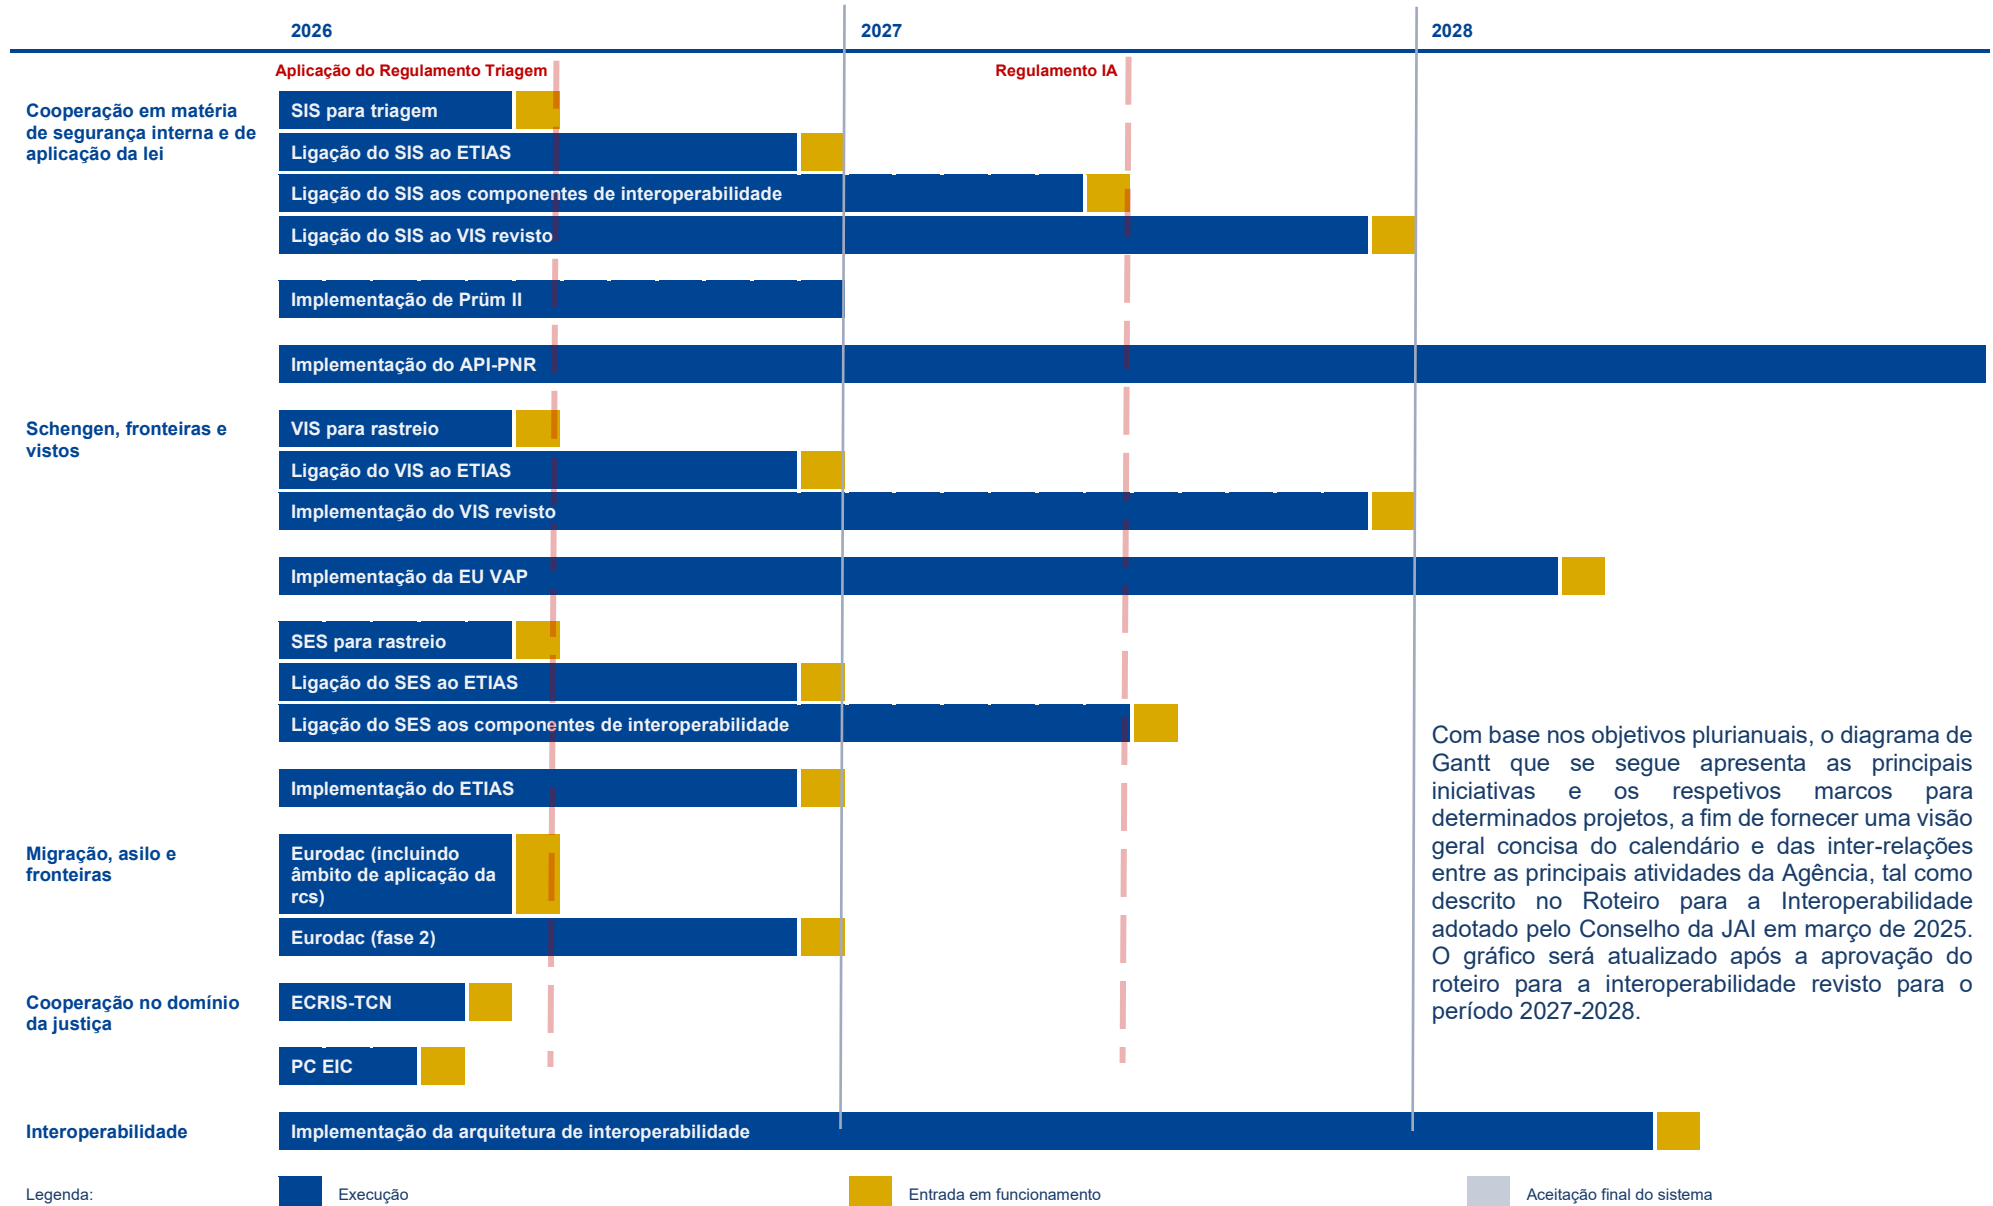 2026
2027
2028
Aplicação do Regulamento Triagem
Regulamento IA
Cooperação em matéria
de segurança interna e de
aplicação da lei
SIS para triagem
Ligação do SIS ao ETIAS
Ligação do SIS aos componentes de interoperabilidade
Ligação do SIS ao VIS revisto
Implementação de Prüm II
Implementação do API-PNR
Schengen, fronteiras e
vistos
VIS para rastreio
Ligação do VIS ao ETIAS
Implementação do VIS revisto
Implementação da EU VAP
SES para rastreio
Ligação do SES ao ETIAS
Ligação do SES aos componentes de interoperabilidade
Implementação do ETIAS
Migração, asilo e
fronteiras
Eurodac (incluindo
âmbito de aplicação da
rcs)
Eurodac (fase 2)
Cooperação no domínio
da justiça
ECRIS-TCN
PC EIC
Interoperabilidade
Implementação da arquitetura de interoperabilidade
Com base nos objetivos plurianuais, o diagrama de
Gantt que se segue apresenta as principais
iniciativas e os respetivos marcos para
determinados projetos, a fim de fornecer uma visão
geral concisa do calendário e das inter-relações
entre as principais atividades da Agência, tal como
descrito no Roteiro para a Interoperabilidade
adotado pelo Conselho da JAI em março de 2025.
O gráfico será atualizado após a aprovação do
roteiro para a interoperabilidade revisto para o
período 2027-2028.
Legenda:
Execução
Entrada em funcionamento
Aceitação final do sistema